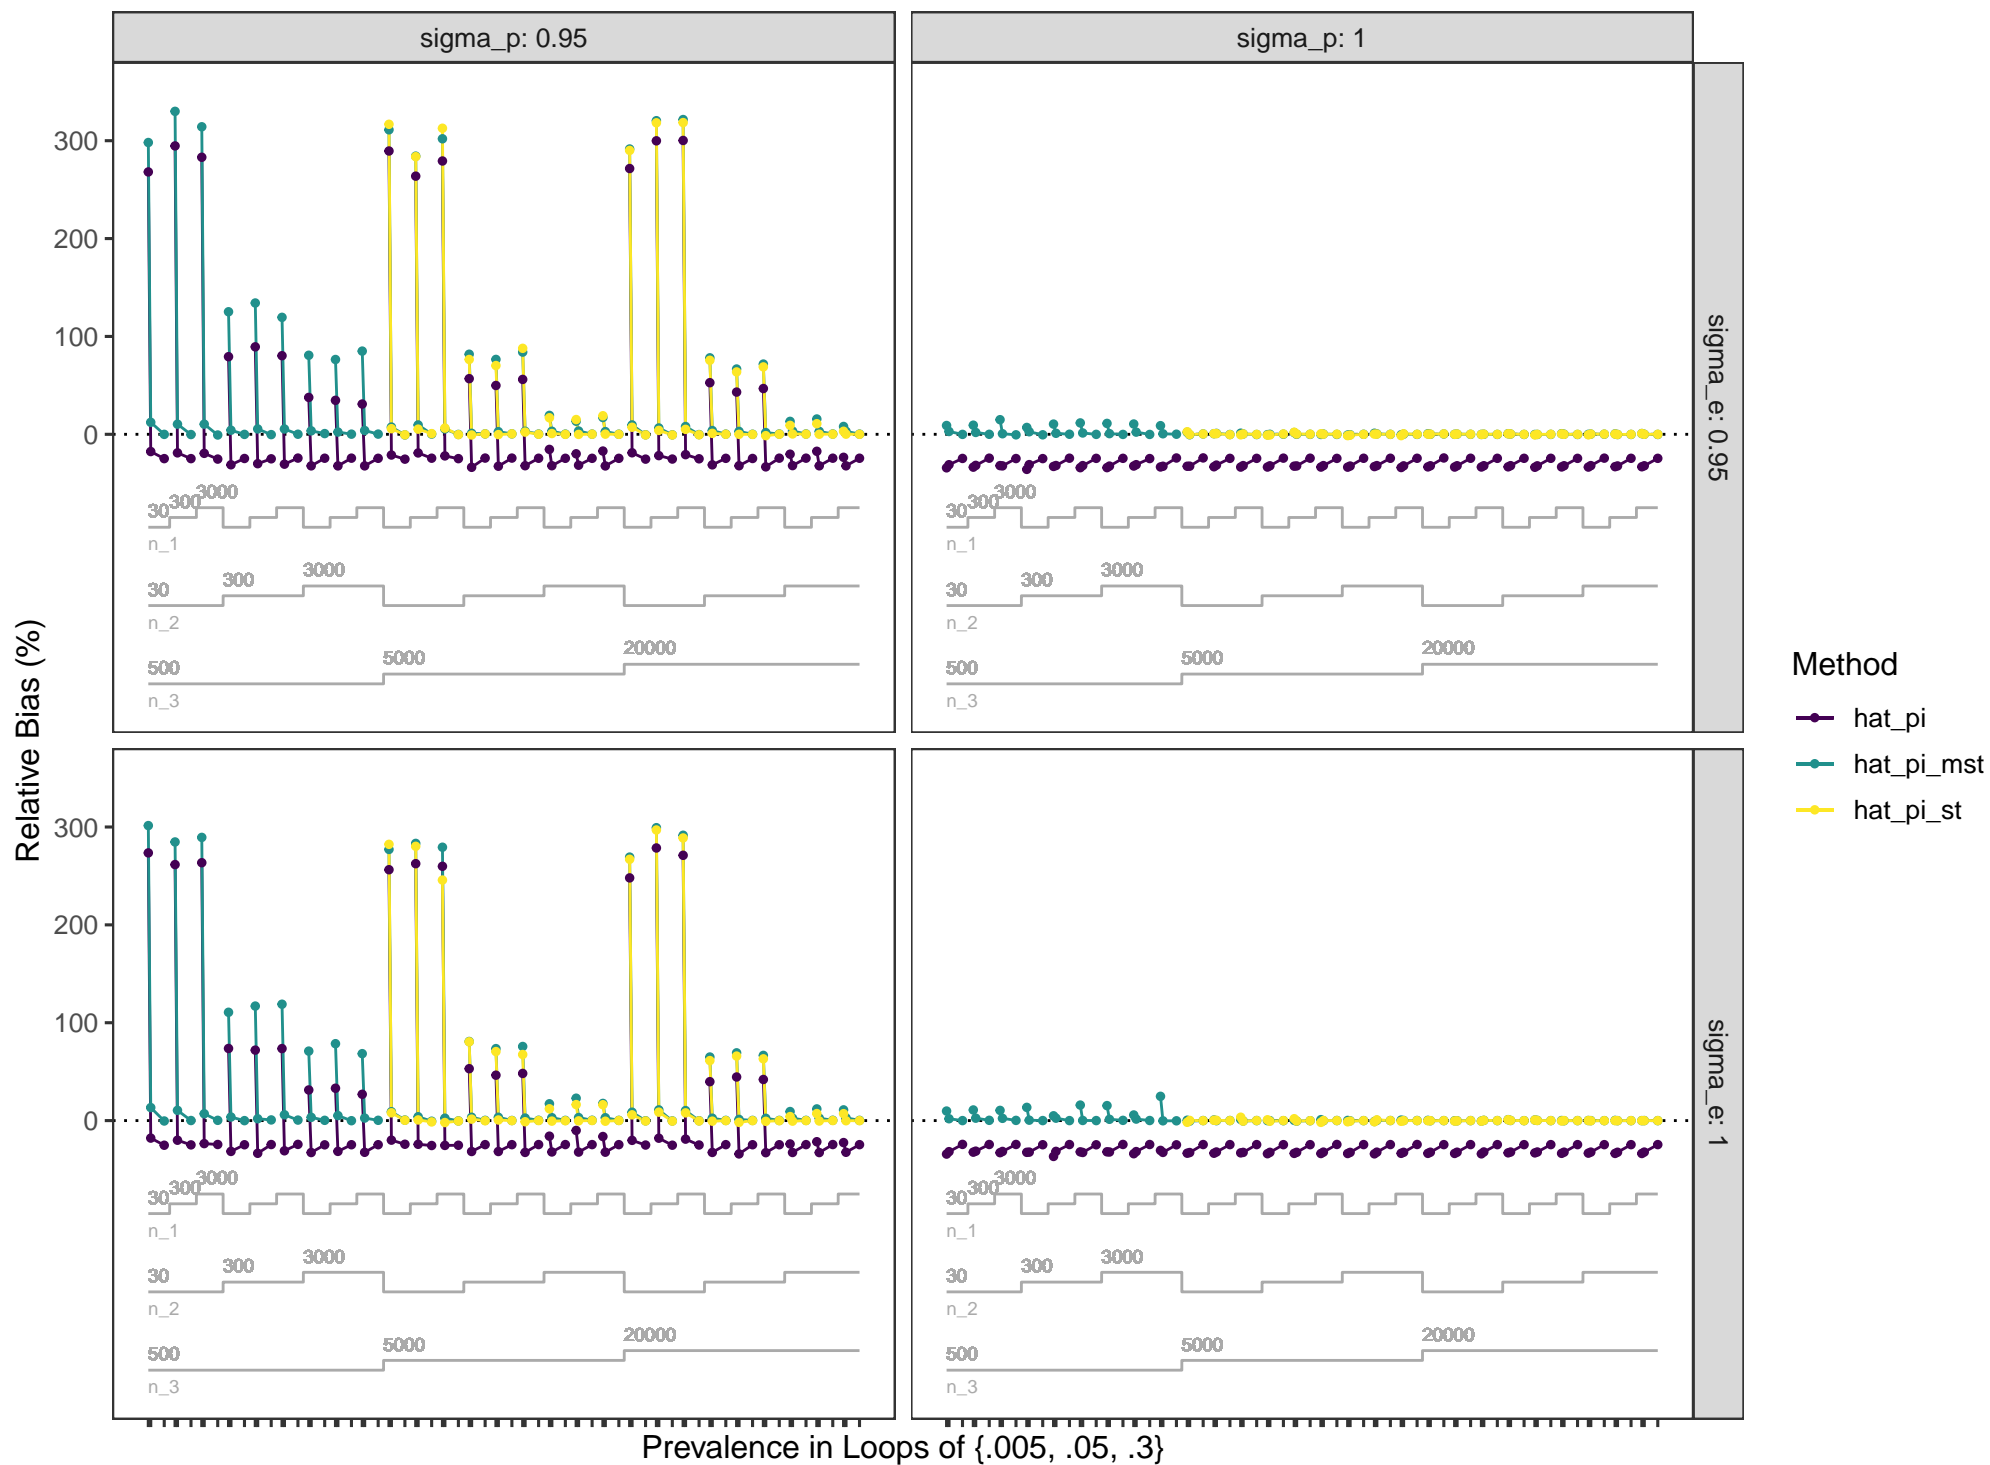 sigma_p: 0.95
sigma_p: 1
sigma_e: 0.95
300
200
100
0
30 300 3000
n_1
30 300 3000
n_2
500 5000 20000
n_3
30 300 3000
n_1
30 300 3000
n_2
500 5000 20000
n_3
Relative Bias (%)
Method
hat_pi
hat_pi_mst
hat_pi_st
sigma_e: 1
300
200
100
0
30 300 3000
n_1
30 300 3000
n_2
500 5000 20000
n_3
30 300 3000
n_1
30 300 3000
n_2
500 5000 20000
n_3
Prevalence in Loops of {.005, .05, .3}